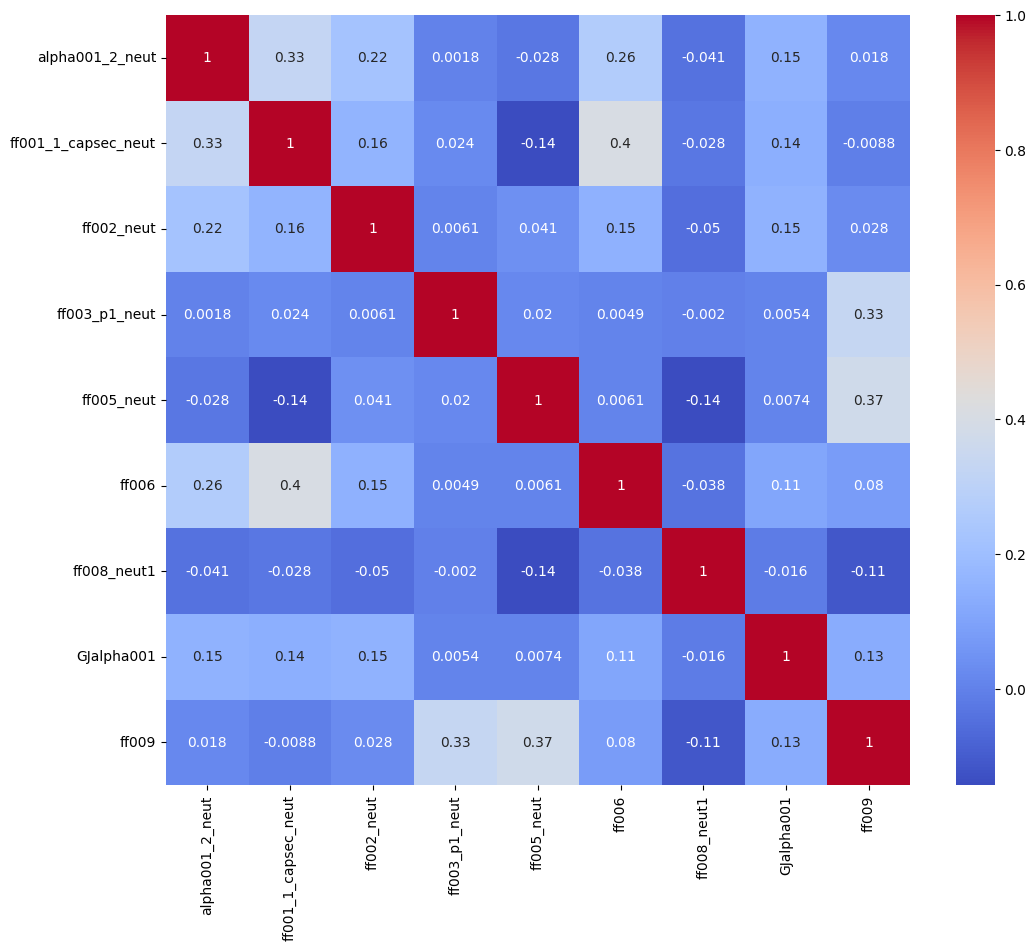 alpha001_2_neut 1 0.33 0.22 0.0018 -0.028 0.26 -0.041 0.15 0.018
ff001_1_capsec_neut 0.33 1 0.16 0.024 -0.14 0.4 -0.028 0.14 -0.0088
ff002_neut 0.22 0.16 1 0.0061 0.041 0.15 -0.05 0.15 0.028
ff003_p1_neut 0.0018 0.024 0.0061 1 0.02 0.0049 -0.002 0.0054 0.33
ff005_neut -0.028 -0.14 0.041 0.02 1 0.0061 -0.14 0.0074 0.37
ff006 0.26 0.4 0.15 0.0049 0.0061 1 -0.038 0.11 0.08
ff008_neut1 -0.041 -0.028 -0.05 -0.002 -0.14 -0.038 1 -0.016 -0.11
GJalpha001 0.15 0.14 0.15 0.0054 0.0074 0.11 -0.016 1 0.13
ff009 0.018 -0.0088 0.028 0.33 0.37 0.08 -0.11 0.13 1
alpha001_2_neut
ff001_1_capsec_neut
ff002_neut
ff003_p1_neut
ff005_neut
ff006
ff008_neut1
GJalpha001
ff009
1.0
0.8
0.6
0.4
0.2
0.0